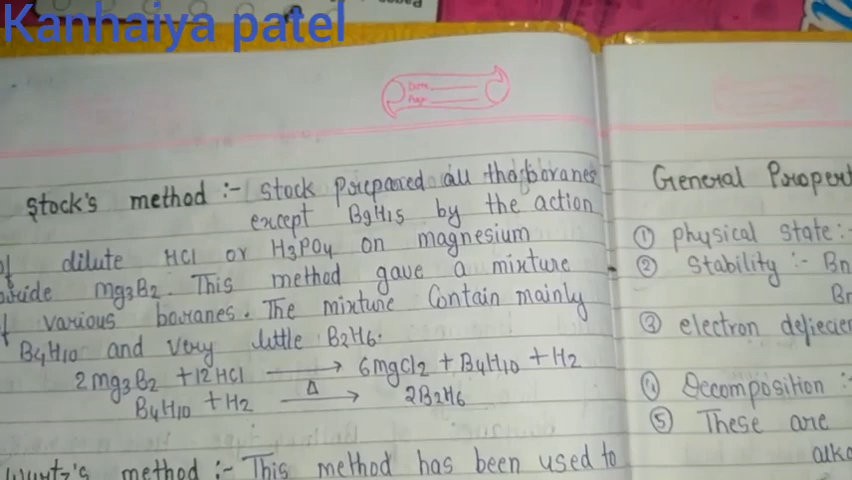 Kanhaiya patel
Date
Page
Stock's method :- Stock prepared all the boranes
except B9H15 by the action
of dilute HCl or H3PO4 on magnesium
boride Mg3B2. This method gave a mixture
of various boranes. The mixture Contain mainly
B4H10 and very little B2H6.
2Mg3B2 + 12HCl ⟶ 6MgCl2 + B4H10 + H2
B4H10 + H2 —Δ→ 2B2H6
Wurtz's method :- This method has been used to
General Propert
① physical state :-
② Stability :- Bn
Bn
③ electron deficien
④ Decomposition :-
⑤ These are
alka